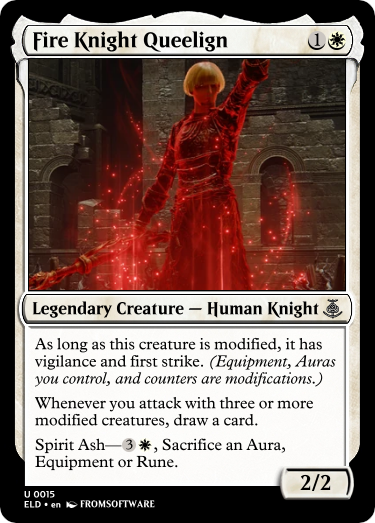 Fire Knight Queelign
1
Legendary Creature — Human Knight
As long as this creature is modified, it has
vigilance and first strike. (Equipment, Auras
you control, and counters are modifications.)
Whenever you attack with three or more
modified creatures, draw a card.
Spirit Ash—3, Sacrifice an Aura,
Equipment or Rune.
2/2
U 0015
ELD • en FROMSOFTWARE